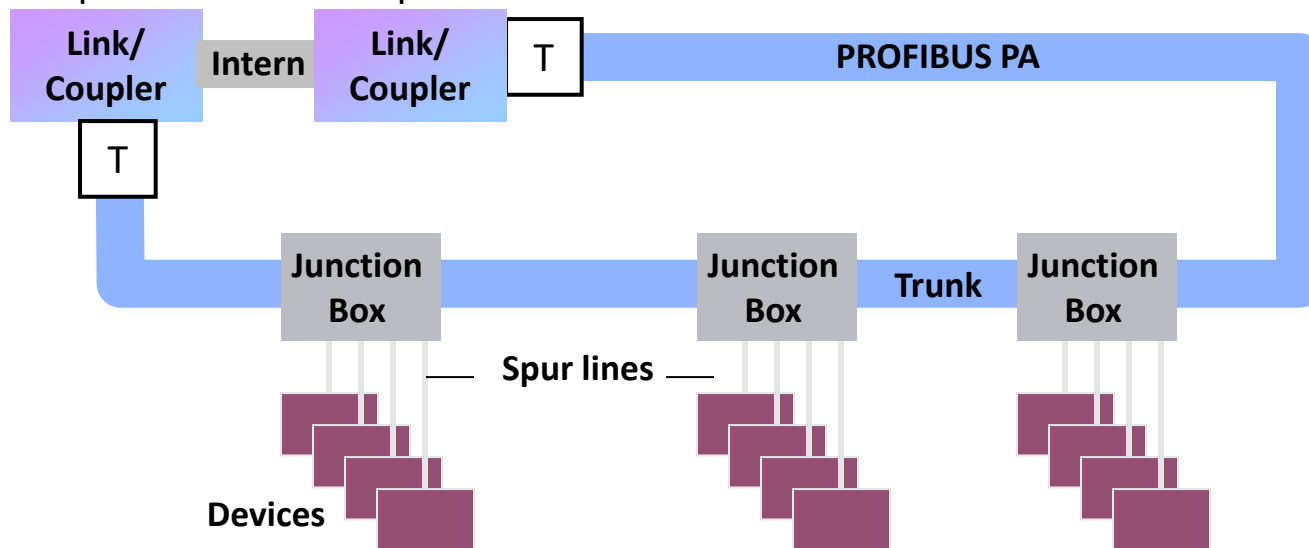 Link/
Coupler
Intern
Link/
Coupler
T
PROFIBUS PA
T
Junction
Box
Junction
Box
Trunk
Junction
Box
Spur lines
Devices